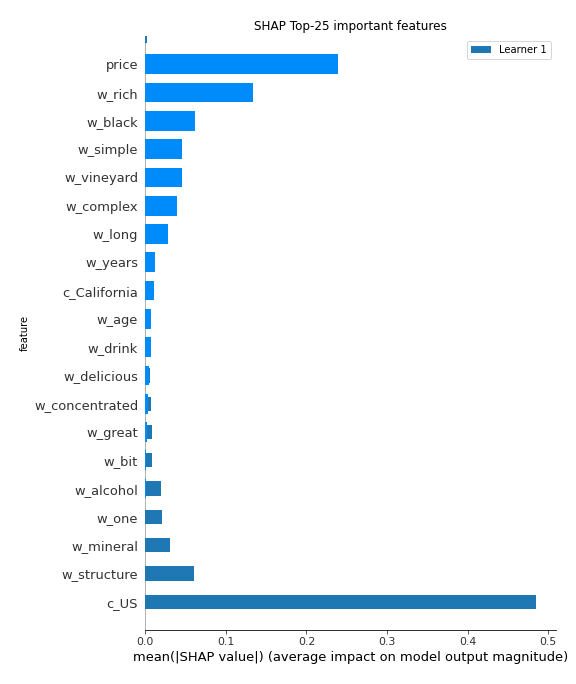 SHAP Top-25 important features
Learner 1
price
w_rich
w_black
w_simple
w_vineyard
w_complex
w_long
w_years
c_California
w_age
w_drink
w_delicious
w_concentrated
w_great
w_bit
w_alcohol
w_one
w_mineral
w_structure
c_US
feature
0.0 0.1 0.2 0.3 0.4 0.5
mean(|SHAP value|) (average impact on model output magnitude)